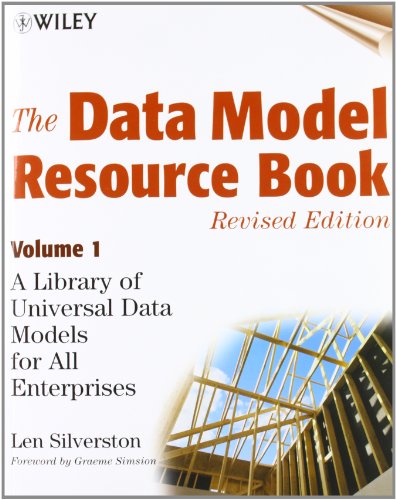 WILEY
The Data Model
Resource Book
Revised Edition
Volume 1
A Library of
Universal Data
Models
for All
Enterprises
Len Silverston
Foreword by Graeme Simsion